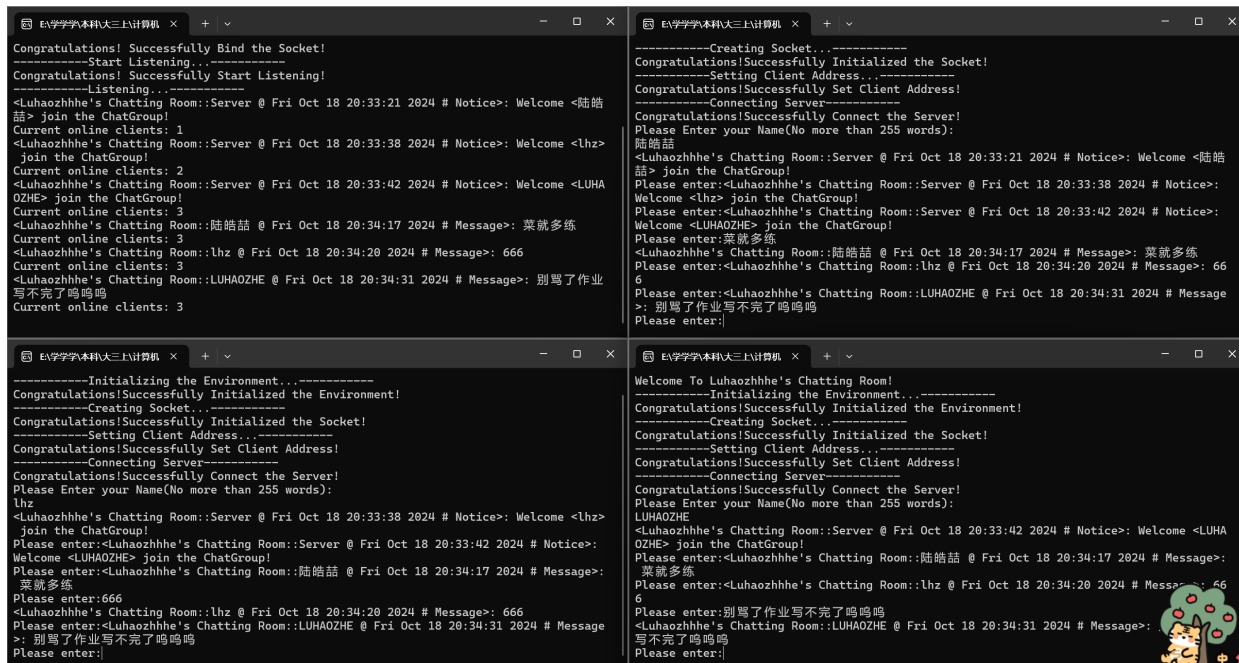 E:\学学学\本科\大三上\计算机
Congratulations! Successfully Bind the Socket!
-----------Start Listening...-----------
Congratulations! Successfully Start Listening!
-----------Listening...-----------
<Luhaozhhhe's Chatting Room::Server @ Fri Oct 18 20:33:21 2024 # Notice>: Welcome <陆皓
喆> join the ChatGroup!
Current online clients: 1
<Luhaozhhhe's Chatting Room::Server @ Fri Oct 18 20:33:38 2024 # Notice>: Welcome <lhz>
 join the ChatGroup!
Current online clients: 2
<Luhaozhhhe's Chatting Room::Server @ Fri Oct 18 20:33:42 2024 # Notice>: Welcome <LUHA
OZHE> join the ChatGroup!
Current online clients: 3
<Luhaozhhhe's Chatting Room::陆皓喆 @ Fri Oct 18 20:34:17 2024 # Message>: 菜就多练
Current online clients: 3
<Luhaozhhhe's Chatting Room::lhz @ Fri Oct 18 20:34:20 2024 # Message>: 666
Current online clients: 3
<Luhaozhhhe's Chatting Room::LUHAOZHE @ Fri Oct 18 20:34:31 2024 # Message>: 别骂了作业
写不完了呜呜呜
Current online clients: 3
E:\学学学\本科\大三上\计算机
-----------Creating Socket...-----------
Congratulations!Successfully Initialized the Socket!
-----------Setting Client Address...-----------
Congratulations!Successfully Set Client Address!
-----------Connecting Server-----------
Congratulations!Successfully Connect the Server!
Please Enter your Name(No more than 255 words):
陆皓喆
<Luhaozhhhe's Chatting Room::Server @ Fri Oct 18 20:33:21 2024 # Notice>: Welcome <陆皓
喆> join the ChatGroup!
Please enter:<Luhaozhhhe's Chatting Room::Server @ Fri Oct 18 20:33:38 2024 # Notice>:
Welcome <lhz> join the ChatGroup!
Please enter:<Luhaozhhhe's Chatting Room::Server @ Fri Oct 18 20:33:42 2024 # Notice>:
Welcome <LUHAOZHE> join the ChatGroup!
Please enter:菜就多练
<Luhaozhhhe's Chatting Room::陆皓喆 @ Fri Oct 18 20:34:17 2024 # Message>: 菜就多练
Please enter:<Luhaozhhhe's Chatting Room::lhz @ Fri Oct 18 20:34:20 2024 # Message>: 66
6
Please enter:<Luhaozhhhe's Chatting Room::LUHAOZHE @ Fri Oct 18 20:34:31 2024 # Message
>: 别骂了作业写不完了呜呜呜
Please enter:
E:\学学学\本科\大三上\计算机
-----------Initializing the Environment...-----------
Congratulations!Successfully Initialized the Environment!
-----------Creating Socket...-----------
Congratulations!Successfully Initialized the Socket!
-----------Setting Client Address...-----------
Congratulations!Successfully Set Client Address!
-----------Connecting Server-----------
Congratulations!Successfully Connect the Server!
Please Enter your Name(No more than 255 words):
lhz
<Luhaozhhhe's Chatting Room::Server @ Fri Oct 18 20:33:38 2024 # Notice>: Welcome <lhz>
 join the ChatGroup!
Please enter:<Luhaozhhhe's Chatting Room::Server @ Fri Oct 18 20:33:42 2024 # Notice>:
Welcome <LUHAOZHE> join the ChatGroup!
Please enter:<Luhaozhhhe's Chatting Room::陆皓喆 @ Fri Oct 18 20:34:17 2024 # Message>:
 菜就多练
Please enter:666
<Luhaozhhhe's Chatting Room::lhz @ Fri Oct 18 20:34:20 2024 # Message>: 666
Please enter:<Luhaozhhhe's Chatting Room::LUHAOZHE @ Fri Oct 18 20:34:31 2024 # Message
>: 别骂了作业写不完了呜呜呜
Please enter:
E:\学学学\本科\大三上\计算机
Welcome To Luhaozhhhe's Chatting Room!
-----------Initializing the Environment...-----------
Congratulations!Successfully Initialized the Environment!
-----------Creating Socket...-----------
Congratulations!Successfully Initialized the Socket!
-----------Setting Client Address...-----------
Congratulations!Successfully Set Client Address!
-----------Connecting Server-----------
Congratulations!Successfully Connect the Server!
Please Enter your Name(No more than 255 words):
LUHAOZHE
<Luhaozhhhe's Chatting Room::Server @ Fri Oct 18 20:33:42 2024 # Notice>: Welcome <LUHA
OZHE> join the ChatGroup!
Please enter:<Luhaozhhhe's Chatting Room::陆皓喆 @ Fri Oct 18 20:34:17 2024 # Message>:
 菜就多练
Please enter:<Luhaozhhhe's Chatting Room::lhz @ Fri Oct 18 20:34:20 2024 # Message>: 66
6
Please enter:别骂了作业写不完了呜呜呜
<Luhaozhhhe's Chatting Room::LUHAOZHE @ Fri Oct 18 20:34:31 2024 # Message>:
写不完了呜呜呜
Please enter:
中